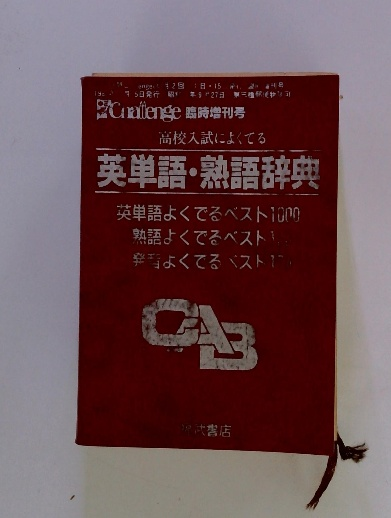 Challenge 臨時増刊号
高校入試によくでる
英単語・熟語辞典
英単語よくでるベスト1000
熟語よくでるベスト
発音よくでるベスト
CAB
書店